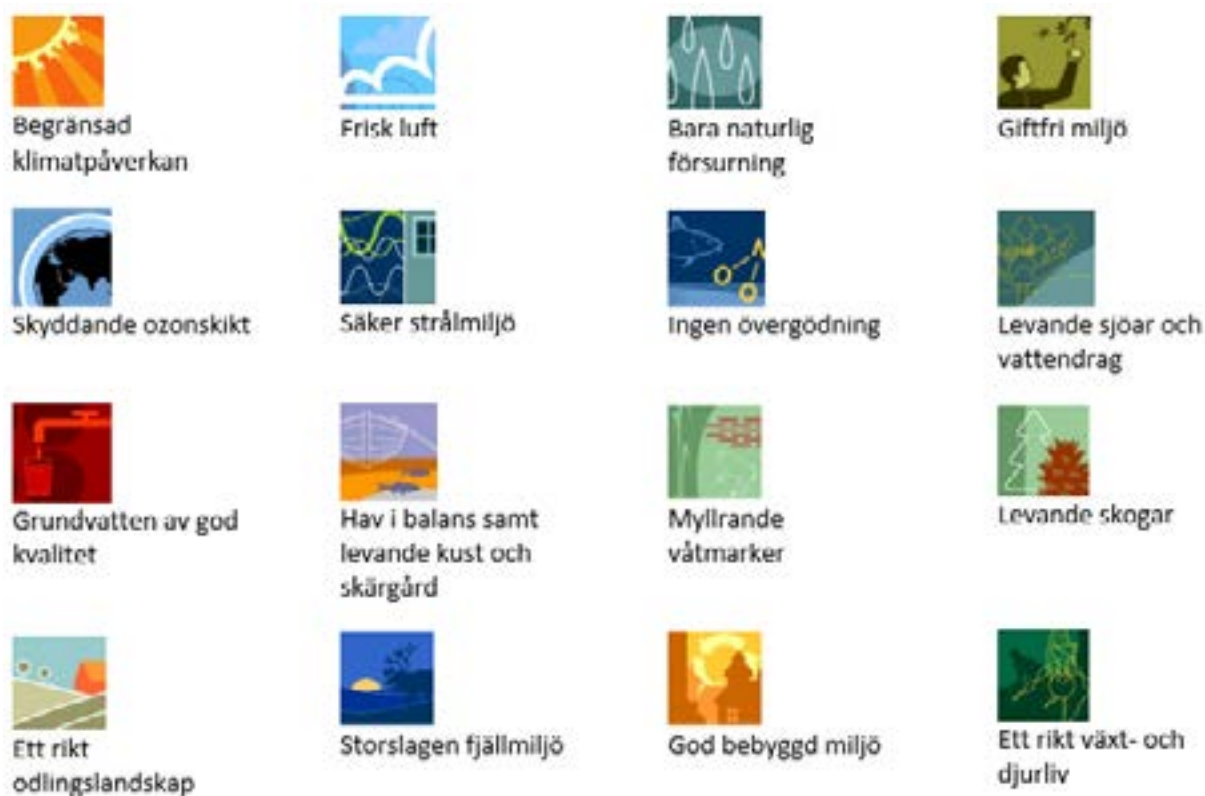 Begränsad
klimatpåverkan
Frisk luft
Bara naturlig
försurning
Giftfri miljö
Skyddande ozonskikt
Säker strålmiljö
Ingen övergödning
Levande sjöar och
vattendrag
Grundvatten av god
kvalitet
Hav i balans samt
levande kust och
skärgård
Myllrande
våtmarker
Levande skogar
Ett rikt
odlingslandskap
Storslagen fjällmiljö
God bebyggd miljö
Ett rikt växt- och
djurliv